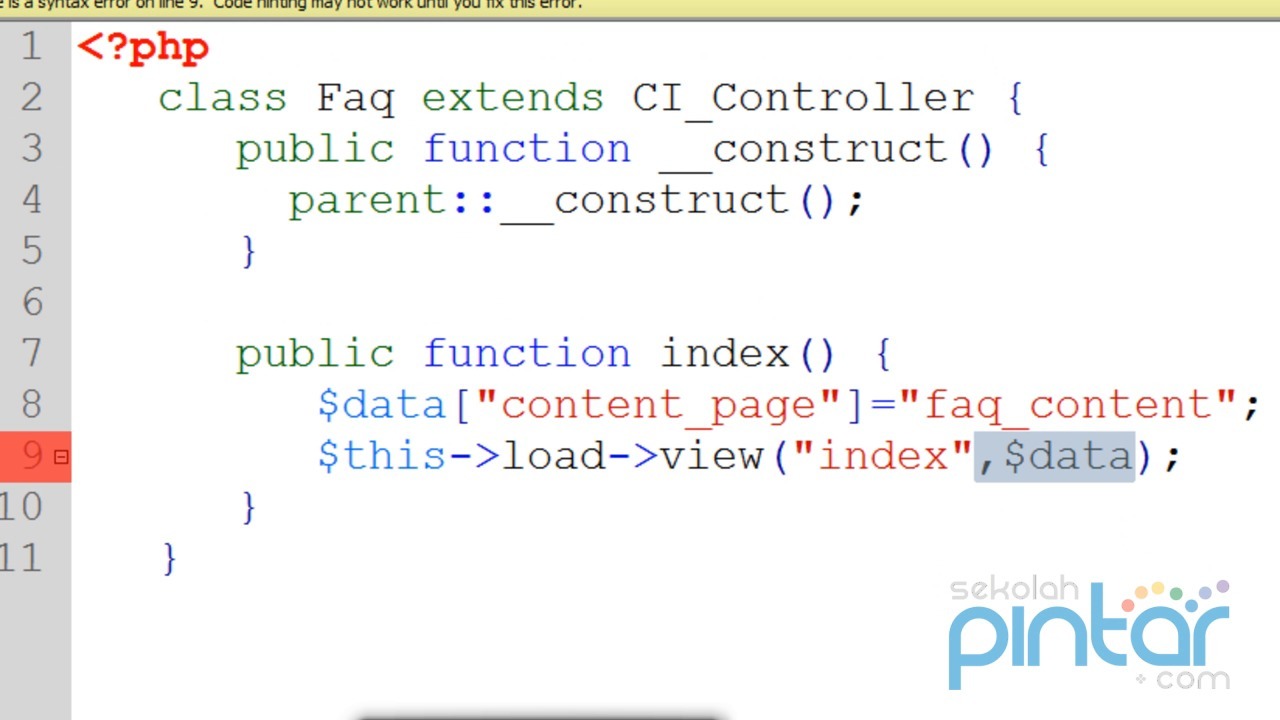 e is a syntax error on line 9. Code hinting may not work until you fix this error.
1 <?php
2 class Faq extends CI_Controller {
3 public function __construct() {
4 parent::__construct();
5 }
6
7 public function index() {
8 $data["content_page"]="faq_content";
9 $this->load->view("index",$data);
10 }
11 }
sekolah
pintar
com